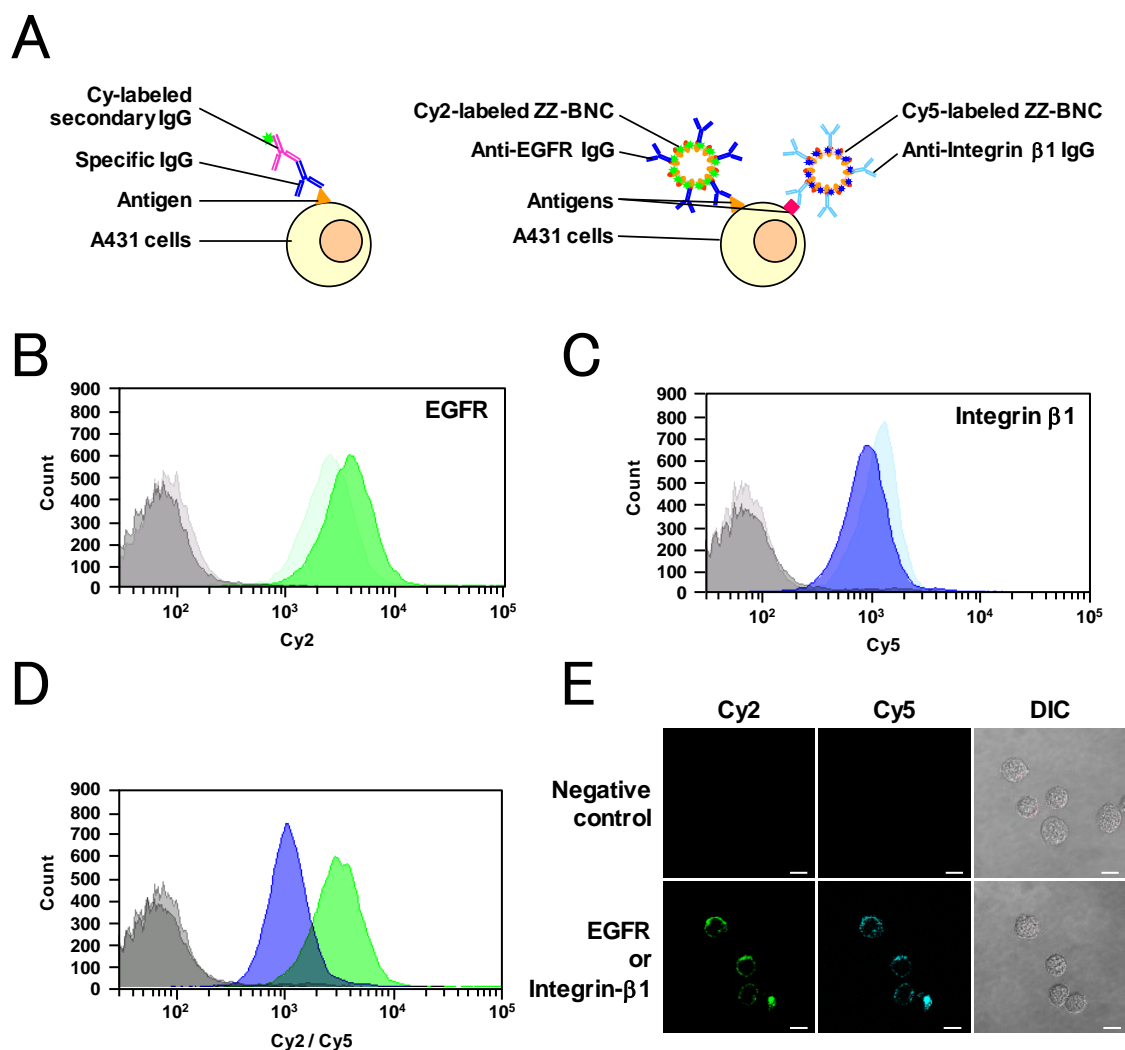 A
Cy-labeled
secondary IgG
Specific IgG
Antigen
A431 cells
Cy2-labeled ZZ-BNC
Anti-EGFR IgG
Antigens
A431 cells
Cy5-labeled ZZ-BNC
Anti-Integrin β1 IgG
B
EGFR
900
800
700
600
500
400
300
200
100
0
Count
10²
10³
10⁴
10⁵
Cy2
C
Integrin β1
900
800
700
600
500
400
300
200
100
0
Count
10²
10³
10⁴
10⁵
Cy5
D
900
800
700
600
500
400
300
200
100
0
Count
10²
10³
10⁴
10⁵
Cy2 / Cy5
E
Cy2
Cy5
DIC
Negative
control
EGFR
or
Integrin-β1